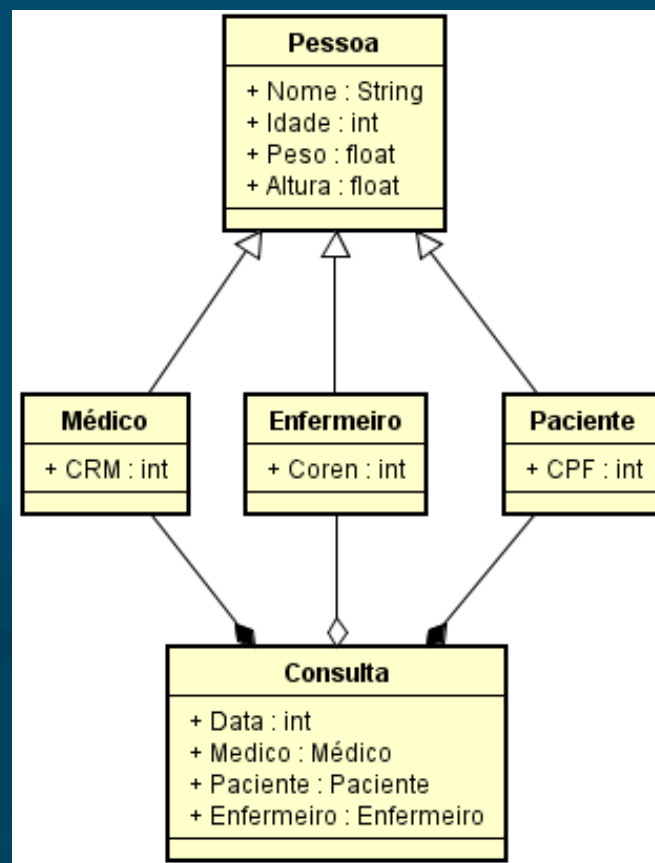 Pessoa
+ Nome : String
+ Idade : int
+ Peso : float
+ Altura : float
Médico
+ CRM : int
Enfermeiro
+ Coren : int
Paciente
+ CPF : int
Consulta
+ Data : int
+ Medico : Médico
+ Paciente : Paciente
+ Enfermeiro : Enfermeiro